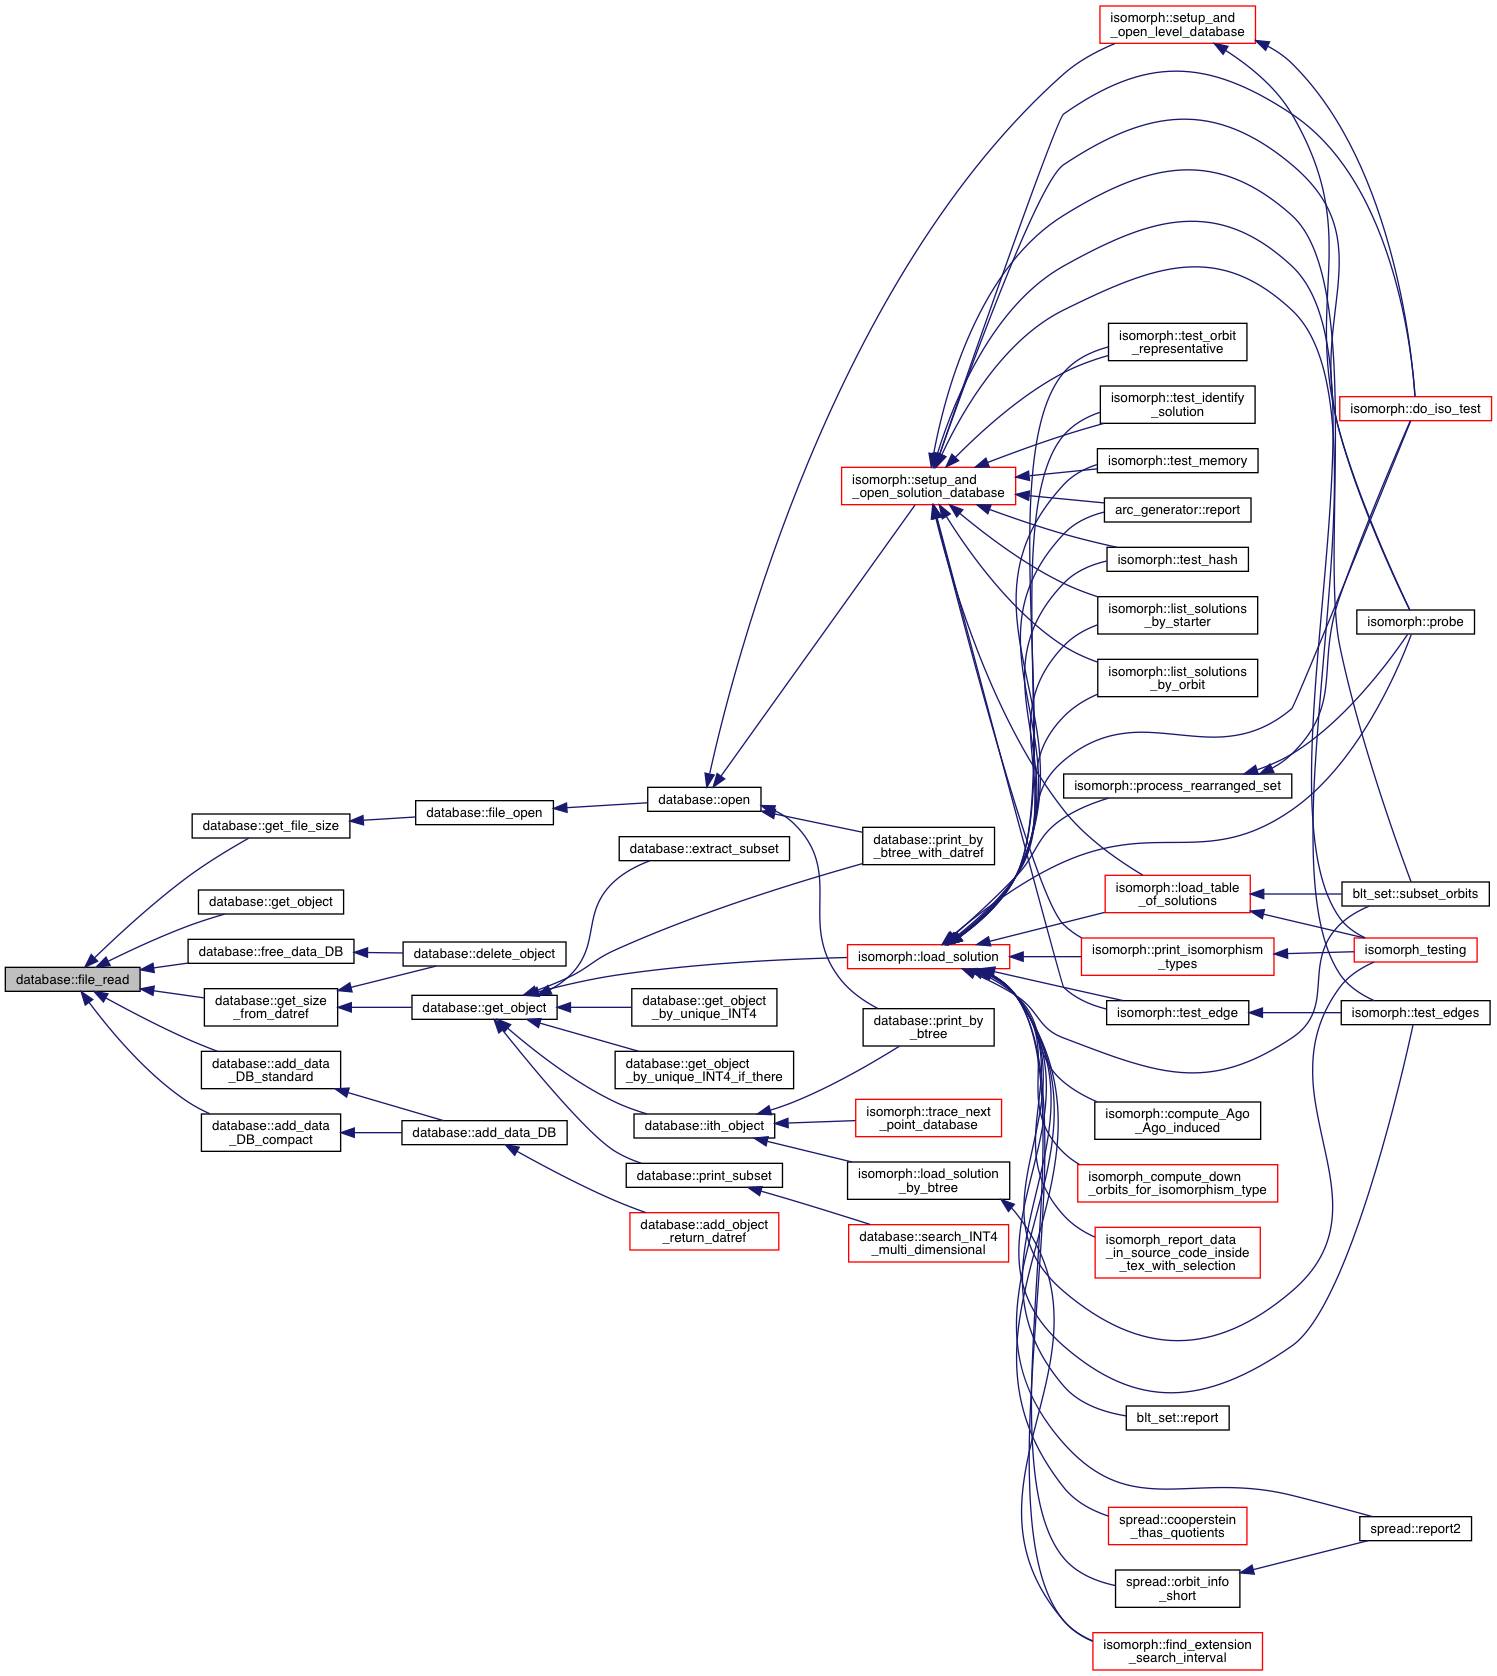 isomorph::setup_and
_open_level_database
isomorph::test_orbit
_representative
isomorph::test_identify
_solution
isomorph::do_iso_test
isomorph::test_memory
isomorph::setup_and
_open_solution_database
arc_generator::report
isomorph::test_hash
isomorph::list_solutions
_by_starter
isomorph::probe
isomorph::list_solutions
_by_orbit
isomorph::process_rearranged_set
database::open
database::file_open
database::get_file_size
database::print_by
_btree_with_datref
database::extract_subset
isomorph::load_table
_of_solutions
blt_set::subset_orbits
database::get_object
database::free_data_DB
database::delete_object
isomorph::load_solution
isomorph::print_isomorphism
_types
isomorph_testing
database::file_read
database::get_size
_from_datref
database::get_object
database::get_object
_by_unique_INT4
isomorph::test_edge
isomorph::test_edges
database::print_by
_btree
database::add_data
_DB_standard
database::get_object
_by_unique_INT4_if_there
isomorph::trace_next
_point_database
isomorph::compute_Ago
_Ago_induced
database::add_data
_DB_compact
database::add_data_DB
database::ith_object
database::print_subset
isomorph::load_solution
_by_btree
isomorph_compute_down
_orbits_for_isomorphism_type
database::add_object
_return_datref
database::search_INT4
_multi_dimensional
isomorph_report_data
_in_source_code_inside
_tex_with_selection
blt_set::report
spread::cooperstein
_thas_quotients
spread::report2
spread::orbit_info
_short
isomorph::find_extension
_search_interval